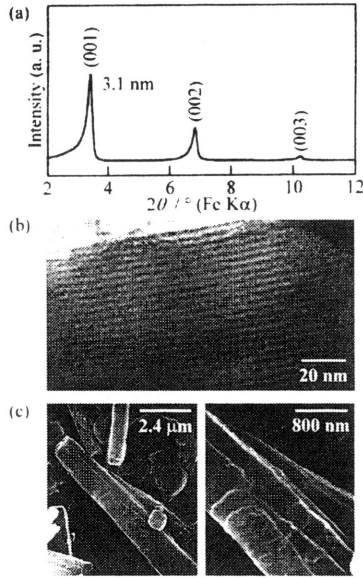 (a)
Intensity (a. u.)
(001)
3.1 nm
(002)
(003)
2 4 6 8 10 12
2θ / ° (Fe Kα)
(b)
20 nm
(c)
2.4 μm
800 nm